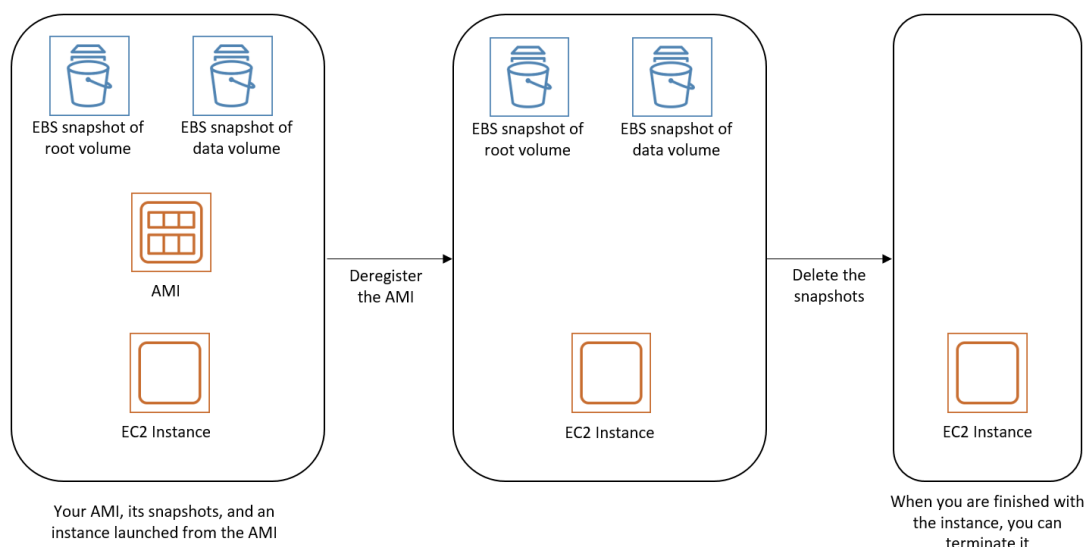 EBS snapshot of
root volume
EBS snapshot of
data volume
AMI
EC2 Instance
Your AMI, its snapshots, and an
instance launched from the AMI
Deregister
the AMI
EBS snapshot of
root volume
EBS snapshot of
data volume
EC2 Instance
Delete the
snapshots
EC2 Instance
When you are finished with
the instance, you can
terminate it